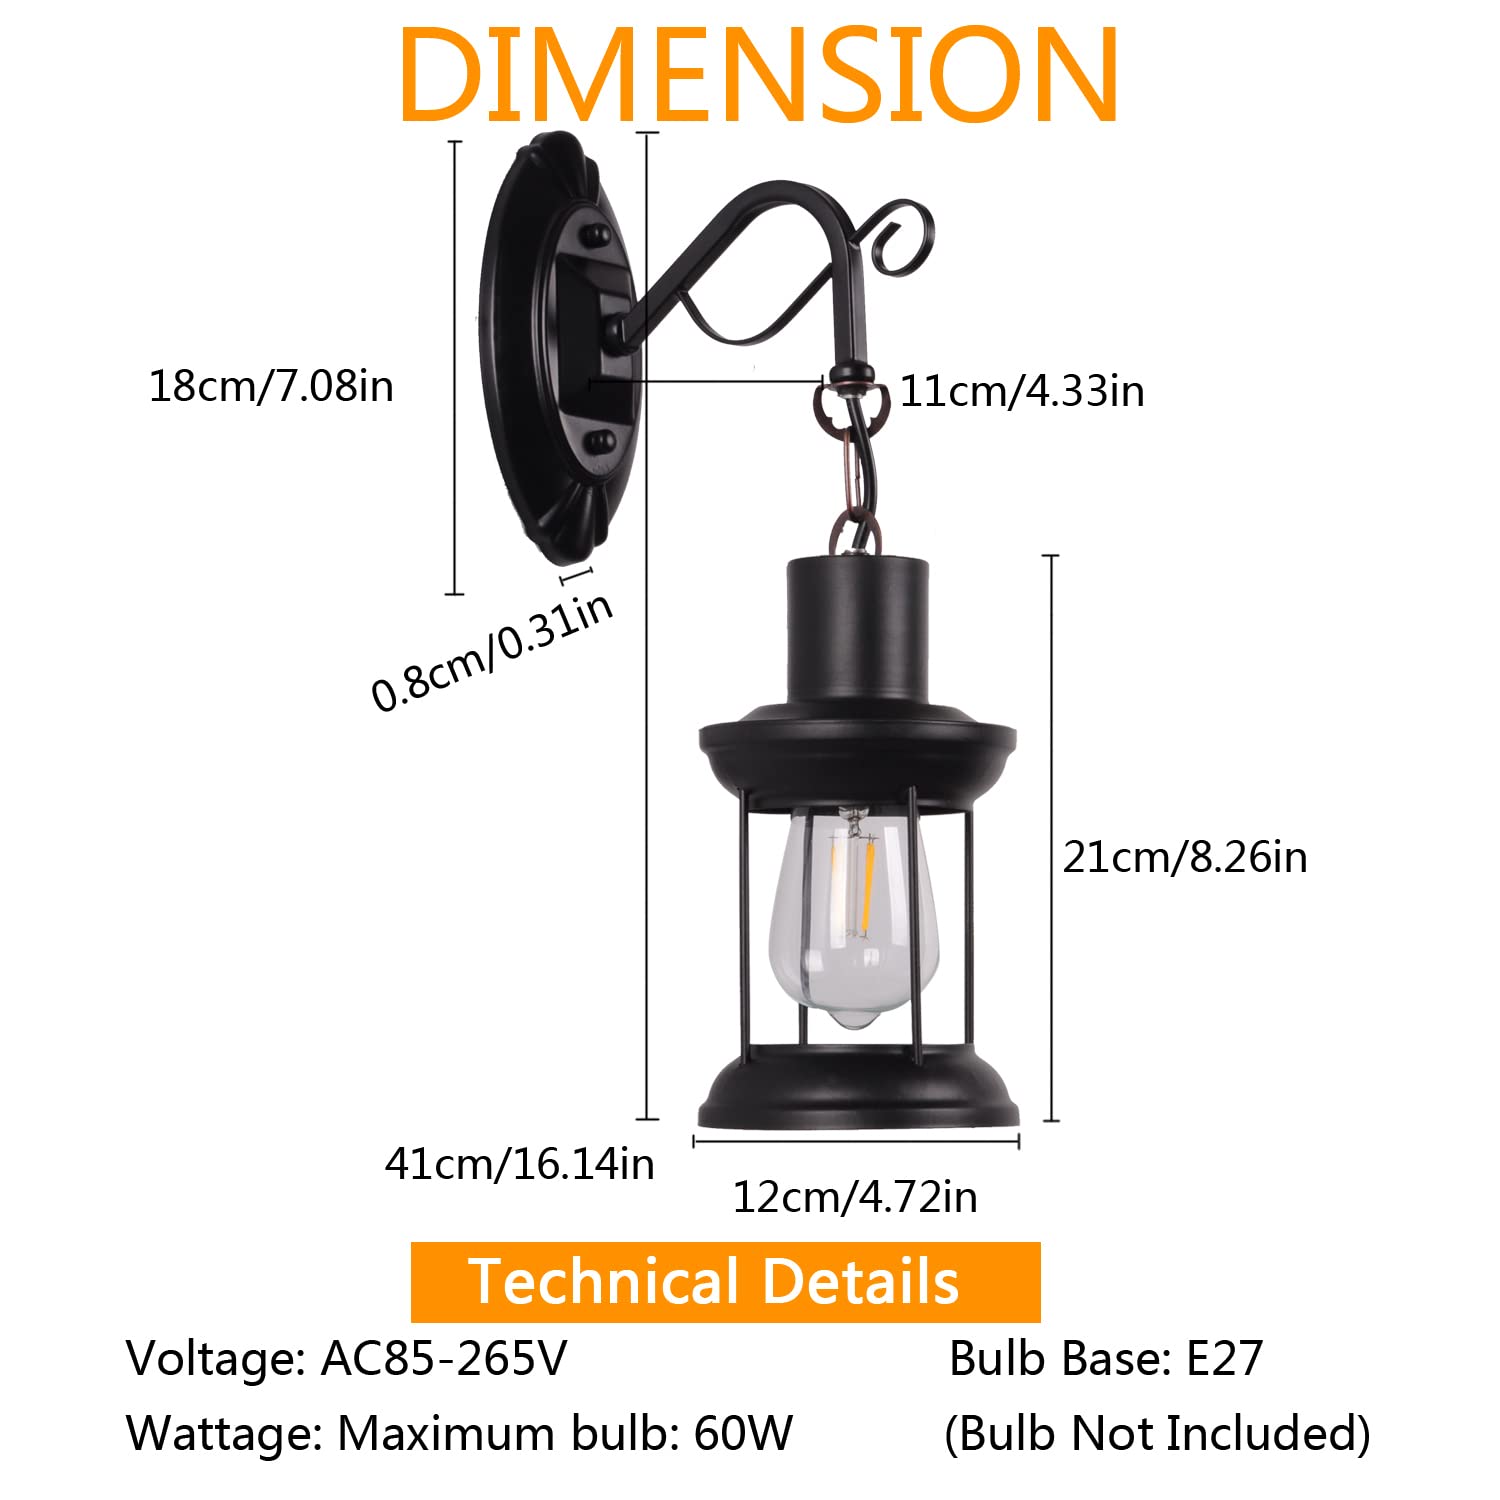 DIMENSION
18cm/7.08in
11cm/4.33in
0.8cm/0.31in
21cm/8.26in
41cm/16.14in
12cm/4.72in
Technical Details
Voltage: AC85-265V
Bulb Base: E27
Wattage: Maximum bulb: 60W
(Bulb Not Included)